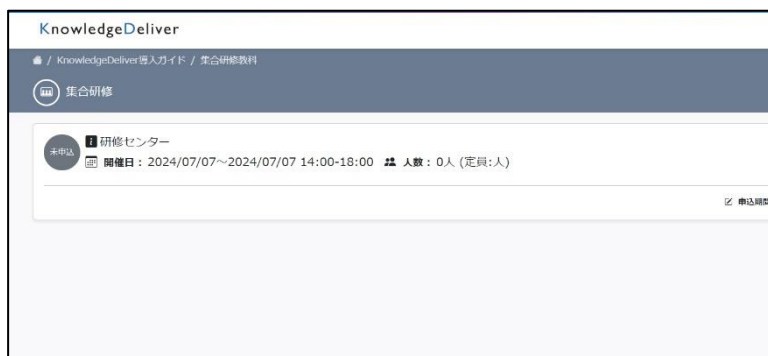 KnowledgeDeliver
/ KnowledgeDeliver導入ガイド / 集合研修教科
集合研修
未申込
研修センター
開催日：2024/07/07～2024/07/07 14:00-18:00 人数：0人 (定員:人)
申込期間